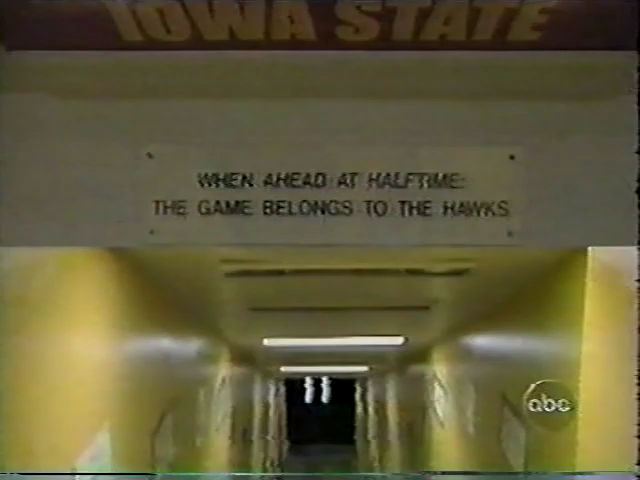 IOWA STATE
WHEN AHEAD AT HALFTIME:
THE GAME BELONGS TO THE HAWKS
abc